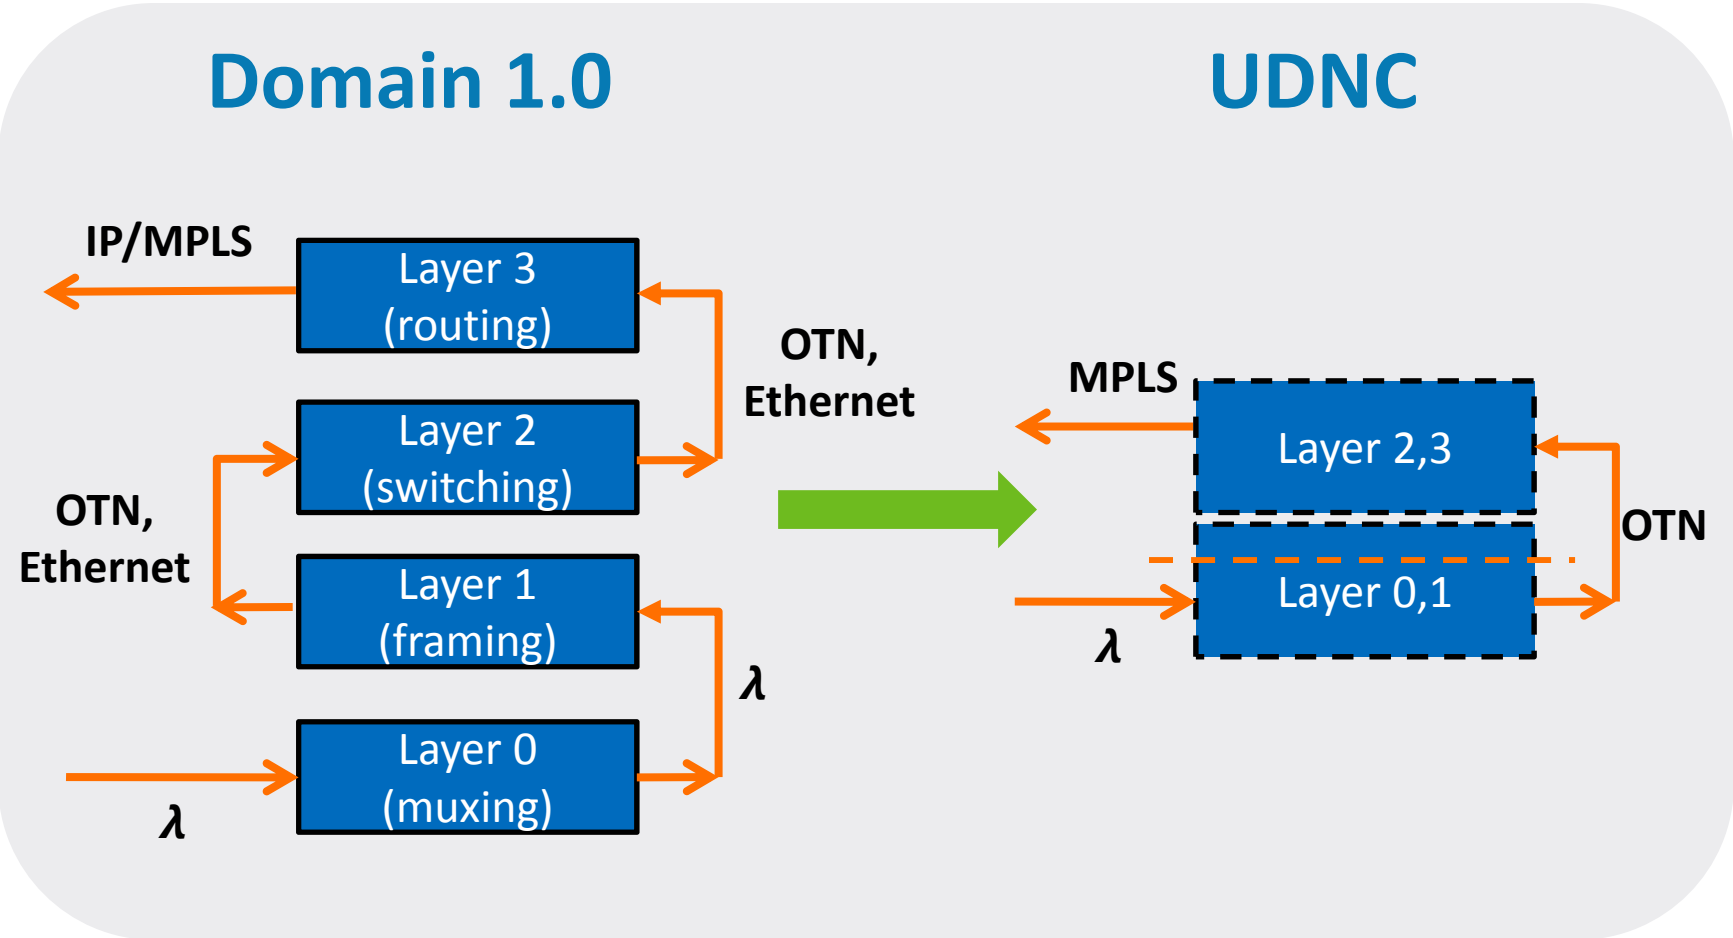 Domain 1.0
UDNC
IP/MPLS
Layer 3
(routing)
OTN,
Ethernet
Layer 2
(switching)
OTN,
Ethernet
Layer 1
(framing)
λ
Layer 0
(muxing)
λ
MPLS
Layer 2,3
OTN
Layer 0,1
λ